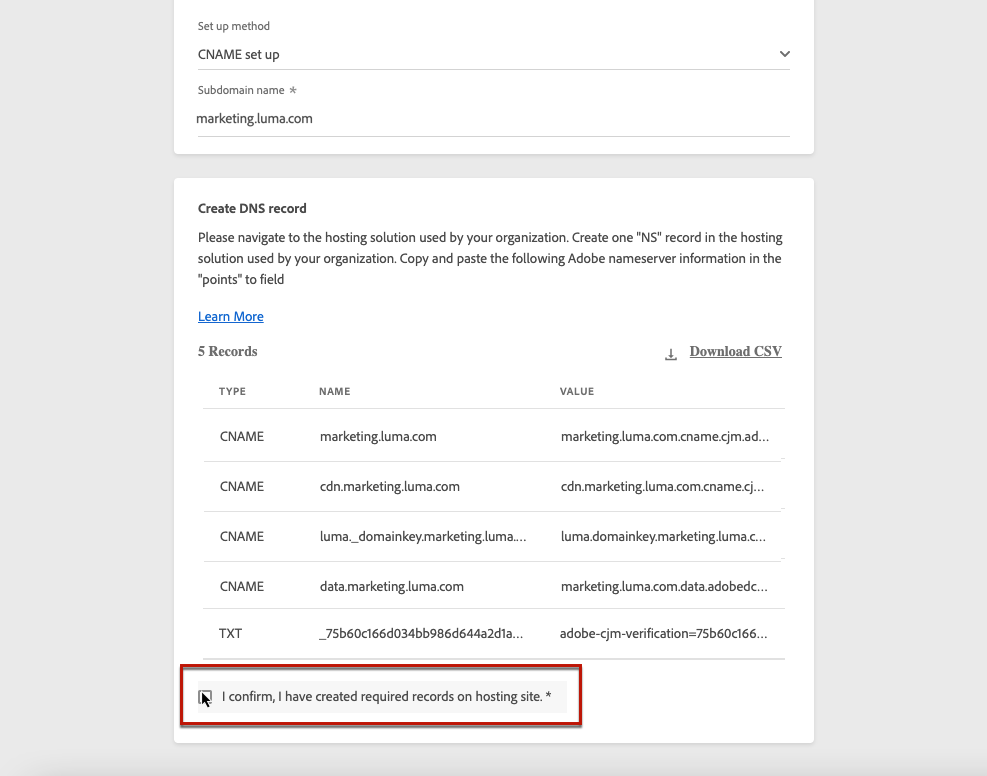 Set up method
CNAME set up
Subdomain name *
marketing.luma.com
Create DNS record
Please navigate to the hosting solution used by your organization. Create one "NS" record in the hosting
solution used by your organization. Copy and paste the following Adobe nameserver information in the
"points" to field
Learn More
5 Records Download CSV
TYPE NAME VALUE
CNAME marketing.luma.com marketing.luma.com.cname.cjm.ad...
CNAME cdn.marketing.luma.com cdn.marketing.luma.com.cname.cj...
CNAME luma._domainkey.marketing.luma.... luma.domainkey.marketing.luma.c...
CNAME data.marketing.luma.com marketing.luma.com.data.adobedc...
TXT _75b60c166d034bb986d644a2d1a... adobe-cjm-verification=75b60c166...
I confirm, I have created required records on hosting site. *